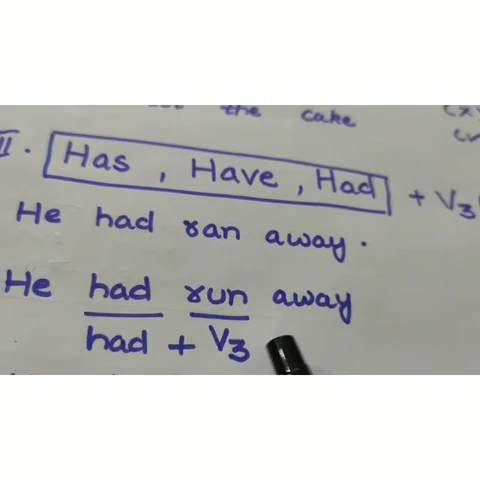 the cake
II. Has, Have, Had + V3
He had ran away.
He had run away
had + V3